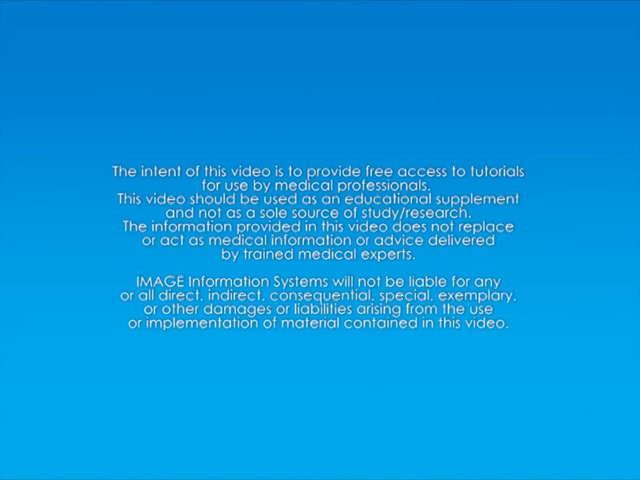 The intent of this video is to provide free access to tutorials
for use by medical professionals.
This video should be used as an educational supplement
and not as a sole source of study/research.
The information provided in this video does not replace
or act as medical information or advice delivered
by trained medical experts.
IMAGE Information Systems will not be liable for any
or all direct, indirect, consequential, special, exemplary,
or other damages or liabilities arising from the use
or implementation of material contained in this video.